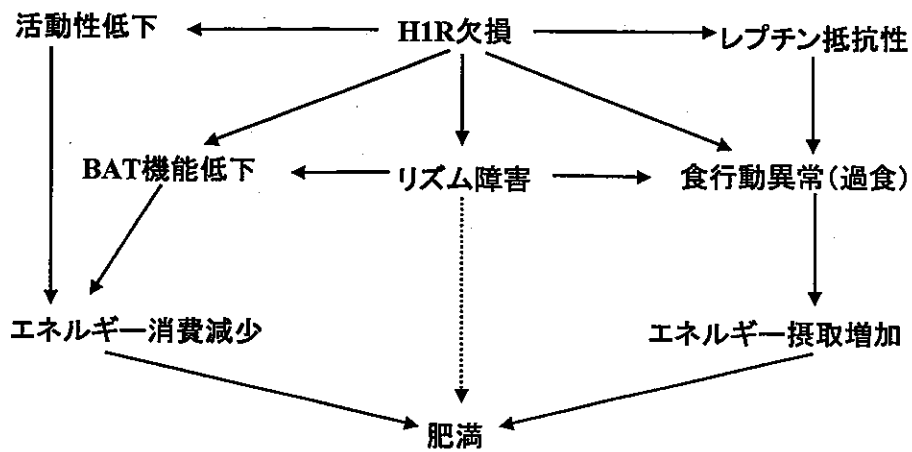 活動性低下
H1R欠損
レプチン抵抗性
BAT機能低下
リズム障害
食行動異常(過食)
エネルギー消費減少
エネルギー摂取増加
肥満